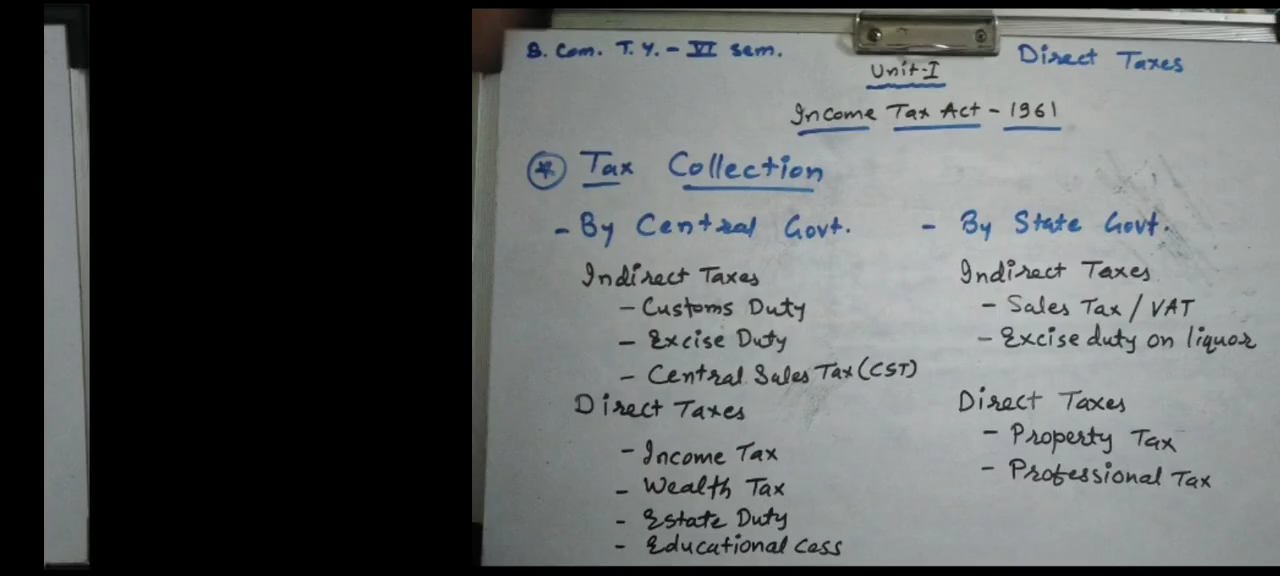 B. Com. T.Y. - VI sem.
Direct Taxes
Unit-I
Income Tax Act - 1961
* Tax Collection
- By Central Govt.
Indirect Taxes
- Customs Duty
- Excise Duty
- Central Sales Tax (CST)
Direct Taxes
- Income Tax
- Wealth Tax
- Estate Duty
- Educational Cess
- By State Govt.
Indirect Taxes
- Sales Tax / VAT
- Excise duty on liquor
Direct Taxes
- Property Tax
- Professional Tax